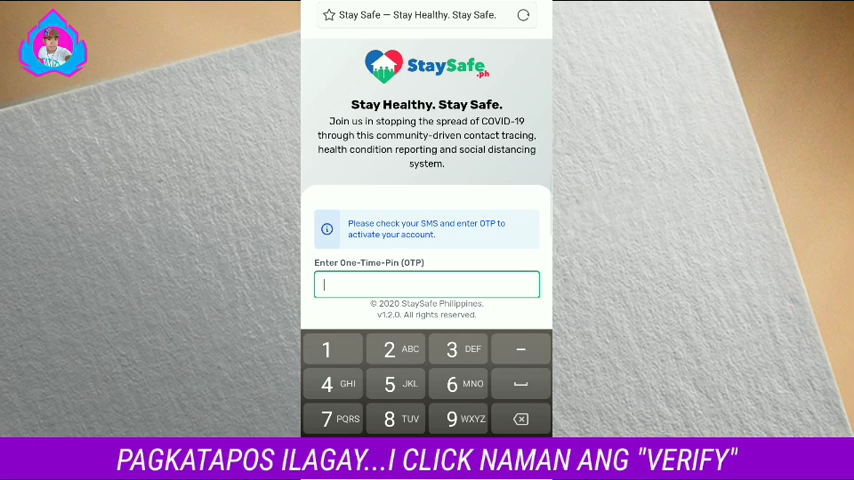 Stay Safe — Stay Healthy. Stay Safe.
StaySafe.ph
Stay Healthy. Stay Safe.
Join us in stopping the spread of COVID-19
through this community-driven contact tracing,
health condition reporting and social distancing
system.
Please check your SMS and enter OTP to
activate your account.
Enter One-Time-Pin (OTP)
© 2020 StaySafe Philippines.
v1.2.0. All rights reserved.
1 2 ABC 3 DEF –
4 GHI 5 JKL 6 MNO
7 PQRS 8 TUV 9 WXYZ
PAGKATAPOS ILAGAY...I CLICK NAMAN ANG "VERIFY"